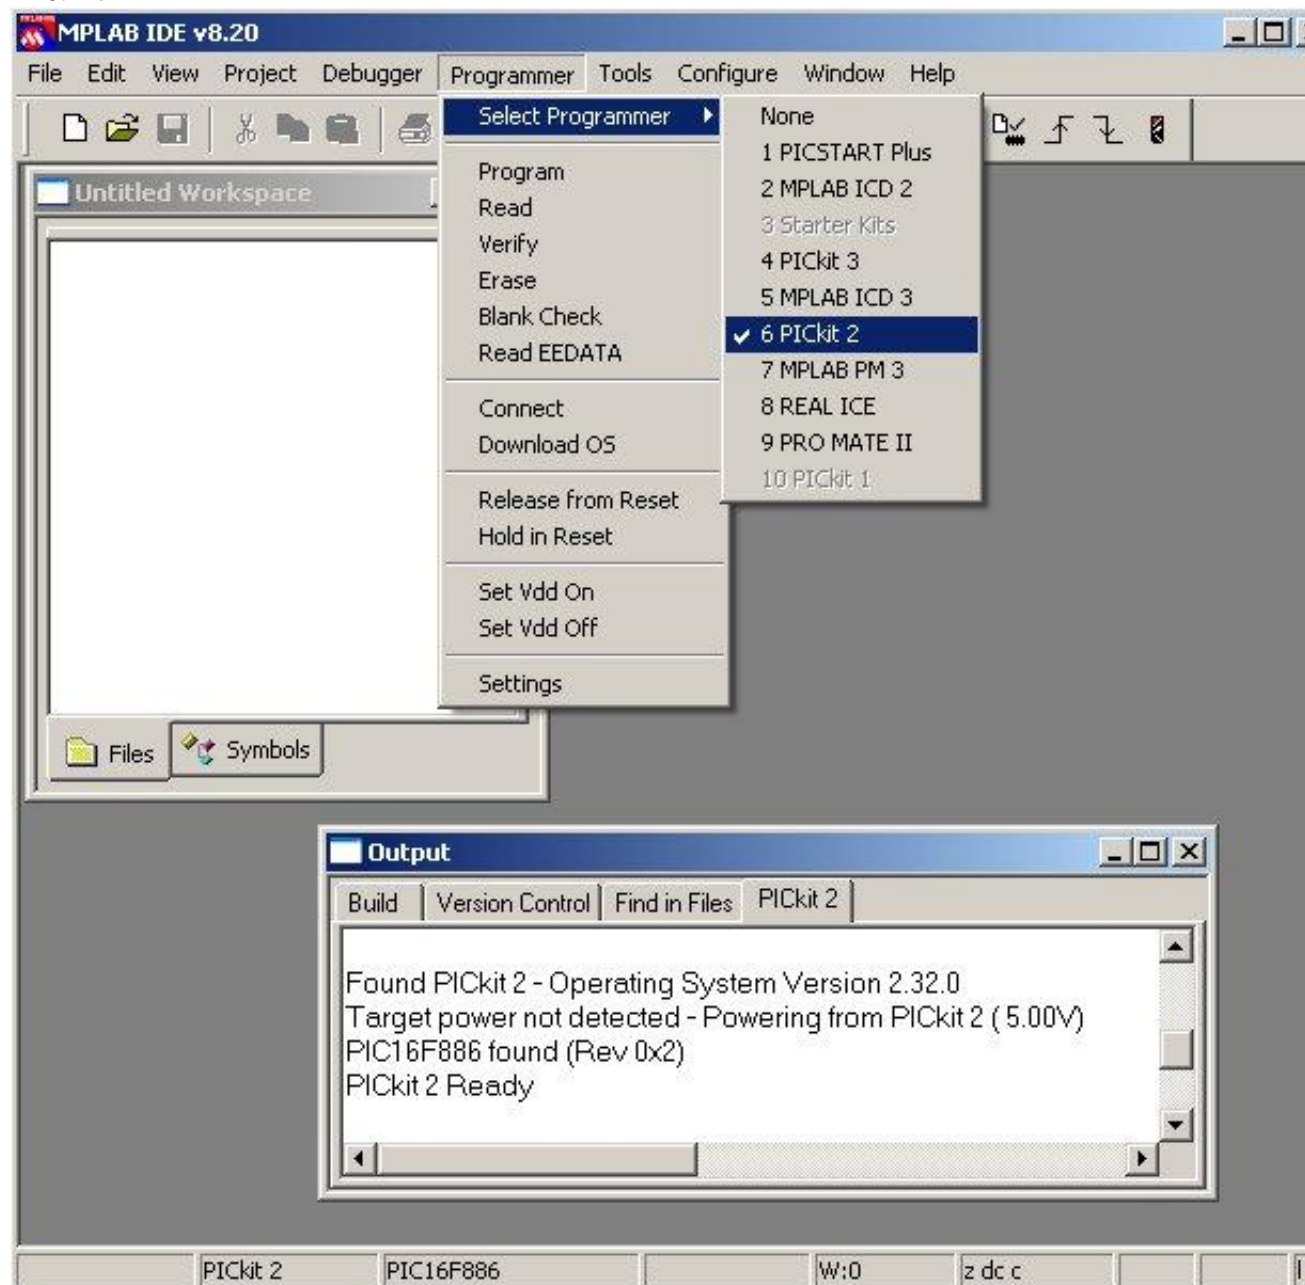 MPLAB IDE v8.20
File Edit View Project Debugger Programmer Tools Configure Window Help
Untitled Workspace
Select Programmer
Program
Read
Verify
Erase
Blank Check
Read EEDATA
Connect
Download OS
Release from Reset
Hold in Reset
Set Vdd On
Set Vdd Off
Settings
None
1 PICSTART Plus
2 MPLAB ICD 2
3 Starter Kits
4 PICkit 3
5 MPLAB ICD 3
6 PICkit 2
7 MPLAB PM 3
8 REAL ICE
9 PRO MATE II
10 PICkit 1
Files Symbols
Output
Build Version Control Find in Files PICkit 2
Found PICkit 2 - Operating System Version 2.32.0
Target power not detected - Powering from PICkit 2 ( 5.00V)
PIC16F886 found (Rev 0x2)
PICkit 2 Ready
PICkit 2 PIC16F886 W:0 z dc c